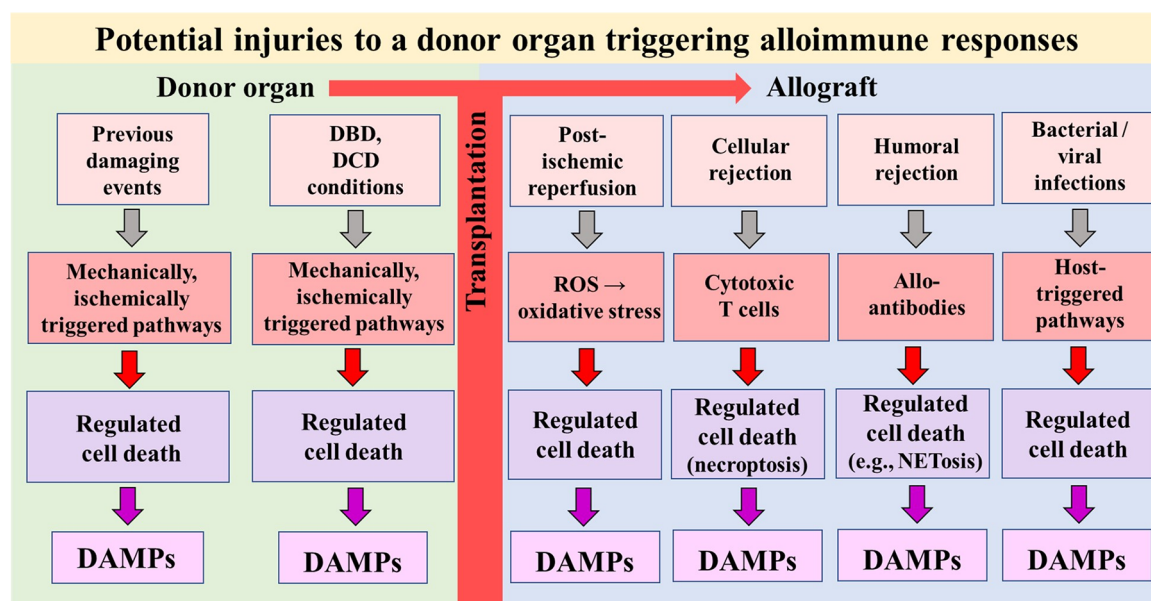 Potential injuries to a donor organ triggering alloimmune responses
Donor organ
Allograft
Transplantation
Previous
damaging
events
Mechanically,
ischemically
triggered pathways
Regulated
cell death
DAMPs
DBD,
DCD
conditions
Mechanically,
ischemically
triggered pathways
Regulated
cell death
DAMPs
Post-
ischemic
reperfusion
ROS →
oxidative stress
Regulated
cell death
DAMPs
Cellular
rejection
Cytotoxic
T cells
Regulated
cell death
(necroptosis)
DAMPs
Humoral
rejection
Allo-
antibodies
Regulated
cell death
(e.g., NETosis)
DAMPs
Bacterial /
viral
infections
Host-
triggered
pathways
Regulated
cell death
DAMPs